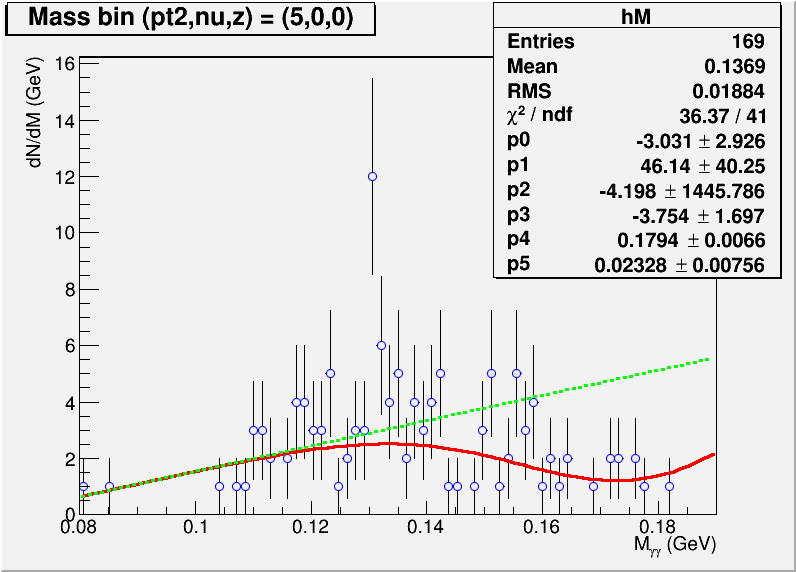 Mass bin (pt2,nu,z) = (5,0,0)
hM
Entries 169
Mean 0.1369
RMS 0.01884
χ² / ndf 36.37 / 41
p0 -3.031 ± 2.926
p1 46.14 ± 40.25
p2 -4.198 ± 1445.786
p3 -3.754 ± 1.697
p4 0.1794 ± 0.0066
p5 0.02328 ± 0.00756
dN/dM (GeV)
16
14
12
10
8
6
4
2
0
0.08 0.1 0.12 0.14 0.16 0.18
Mγγ (GeV)